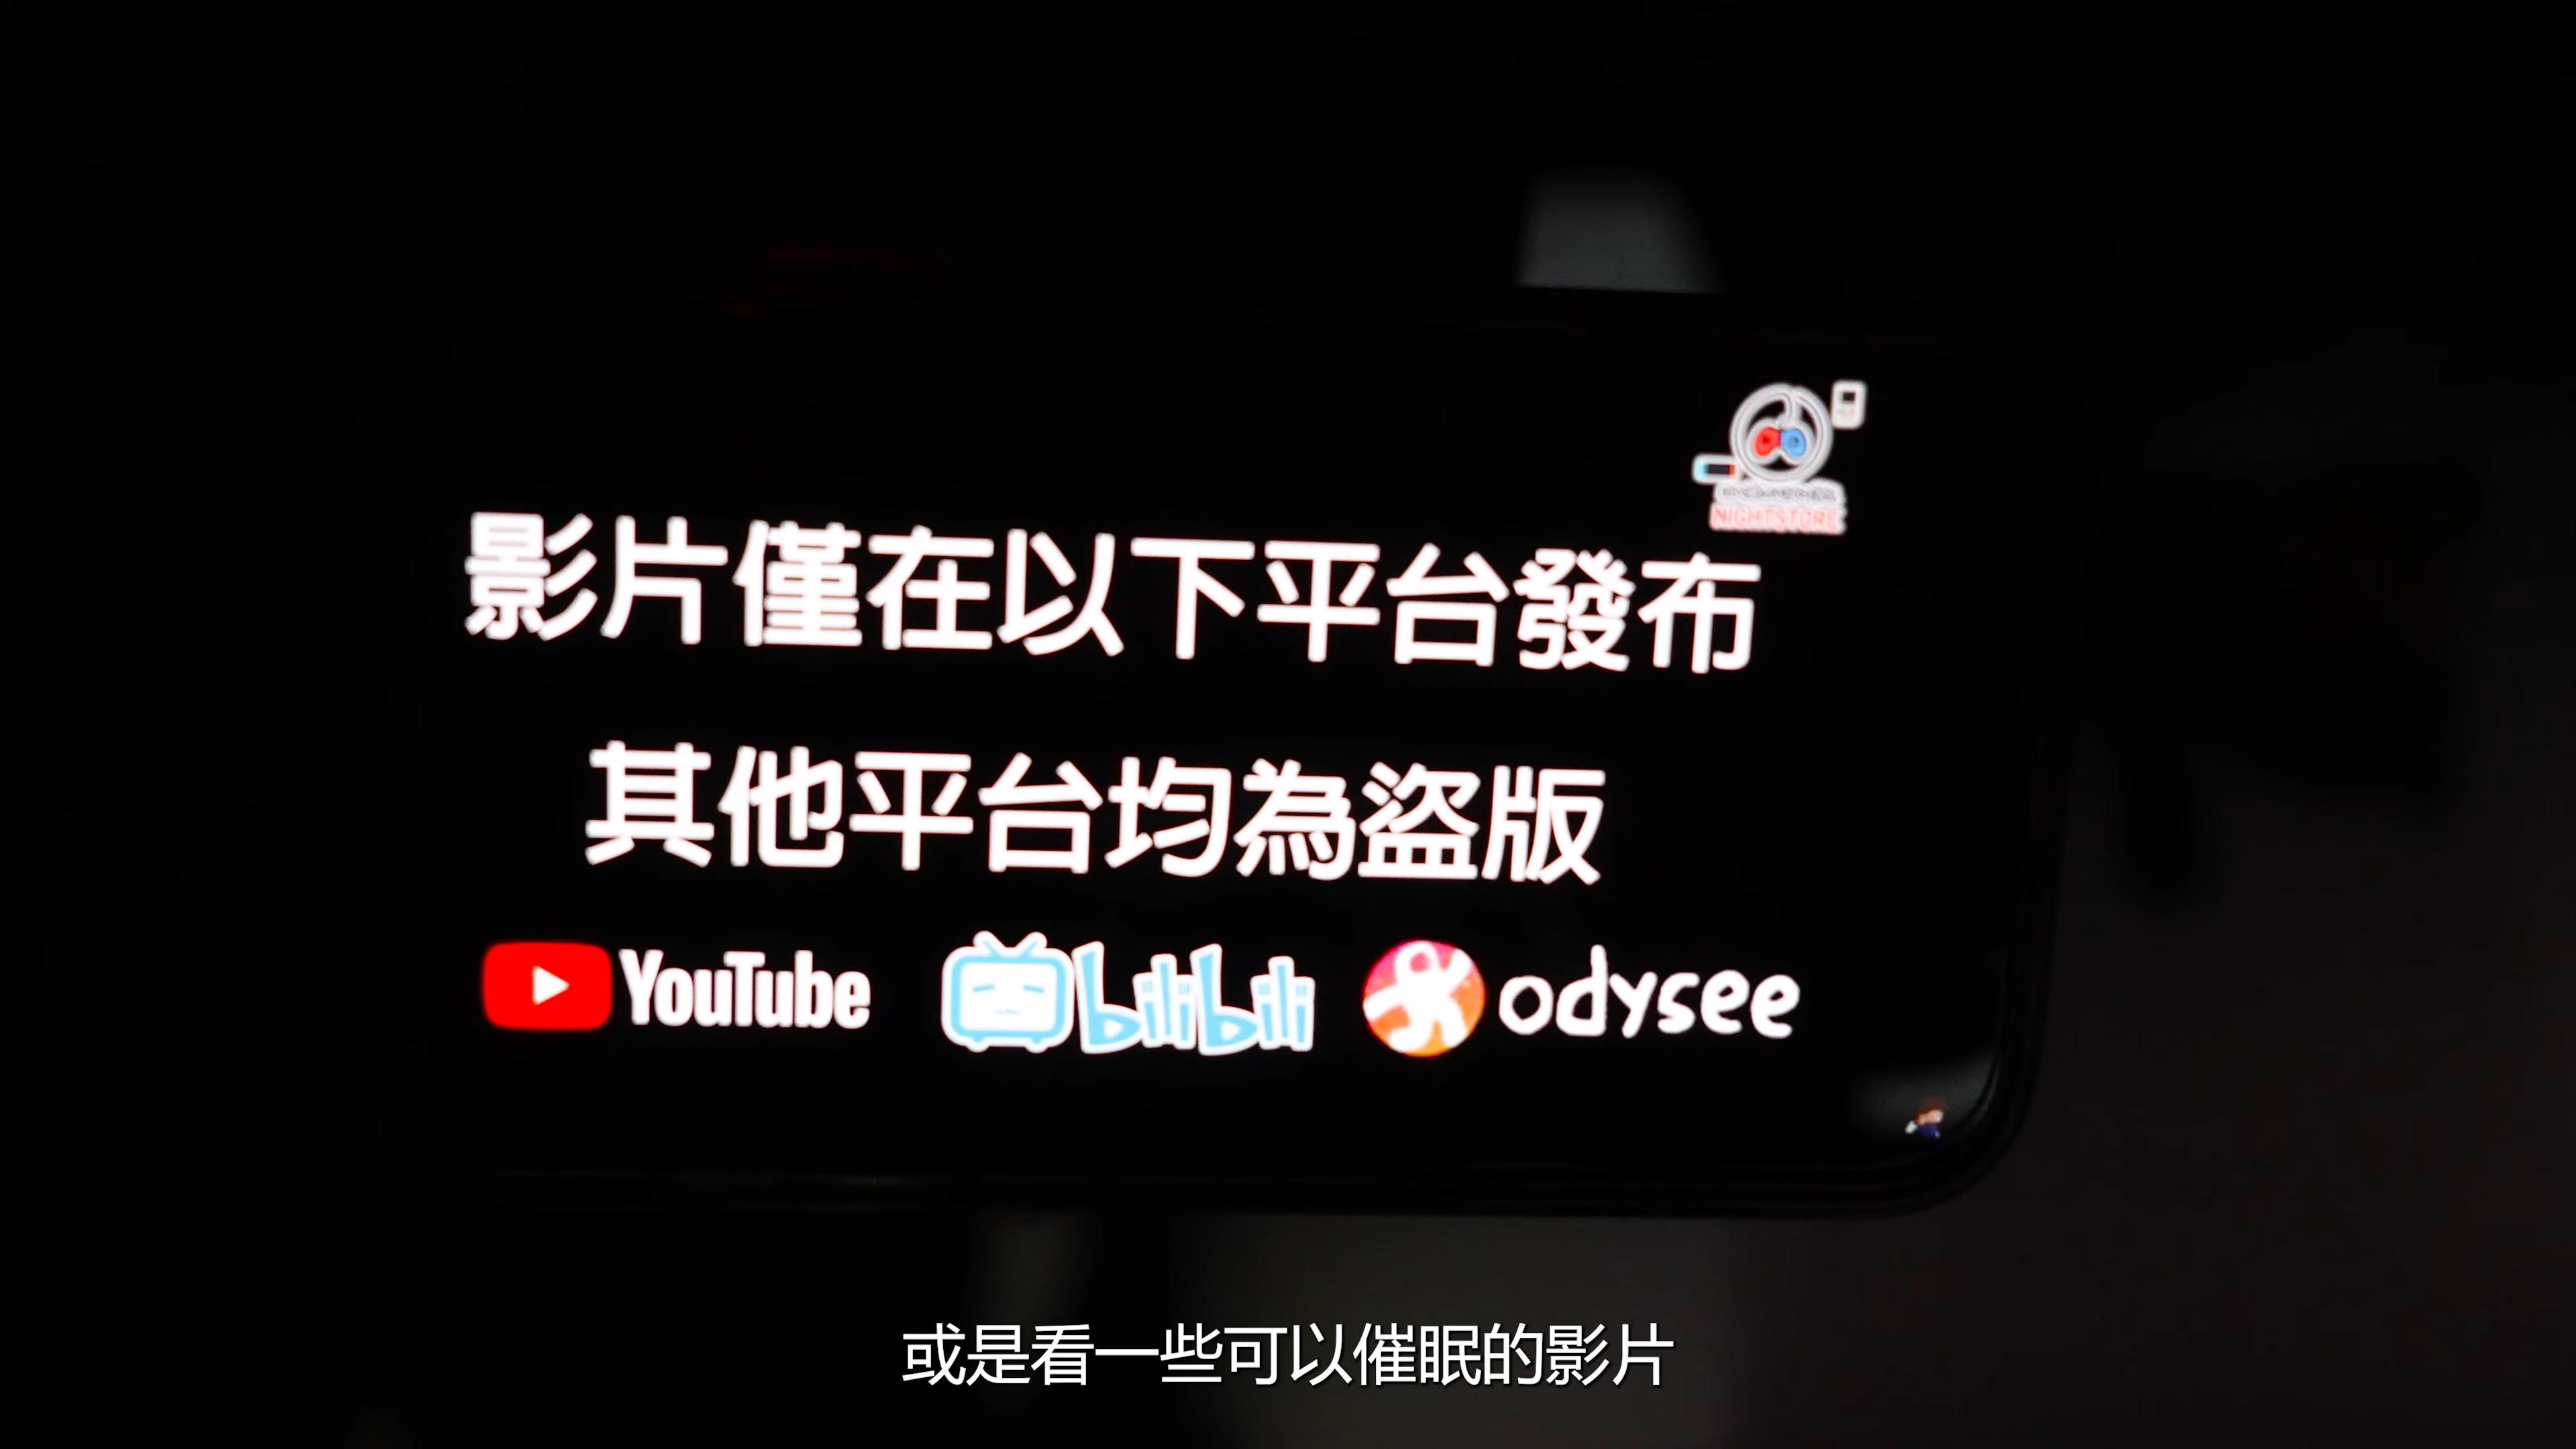 NIGHTSTORE
影片僅在以下平台發布
其他平台均為盜版
YouTube bilibili odysee
或是看一些可以催眠的影片